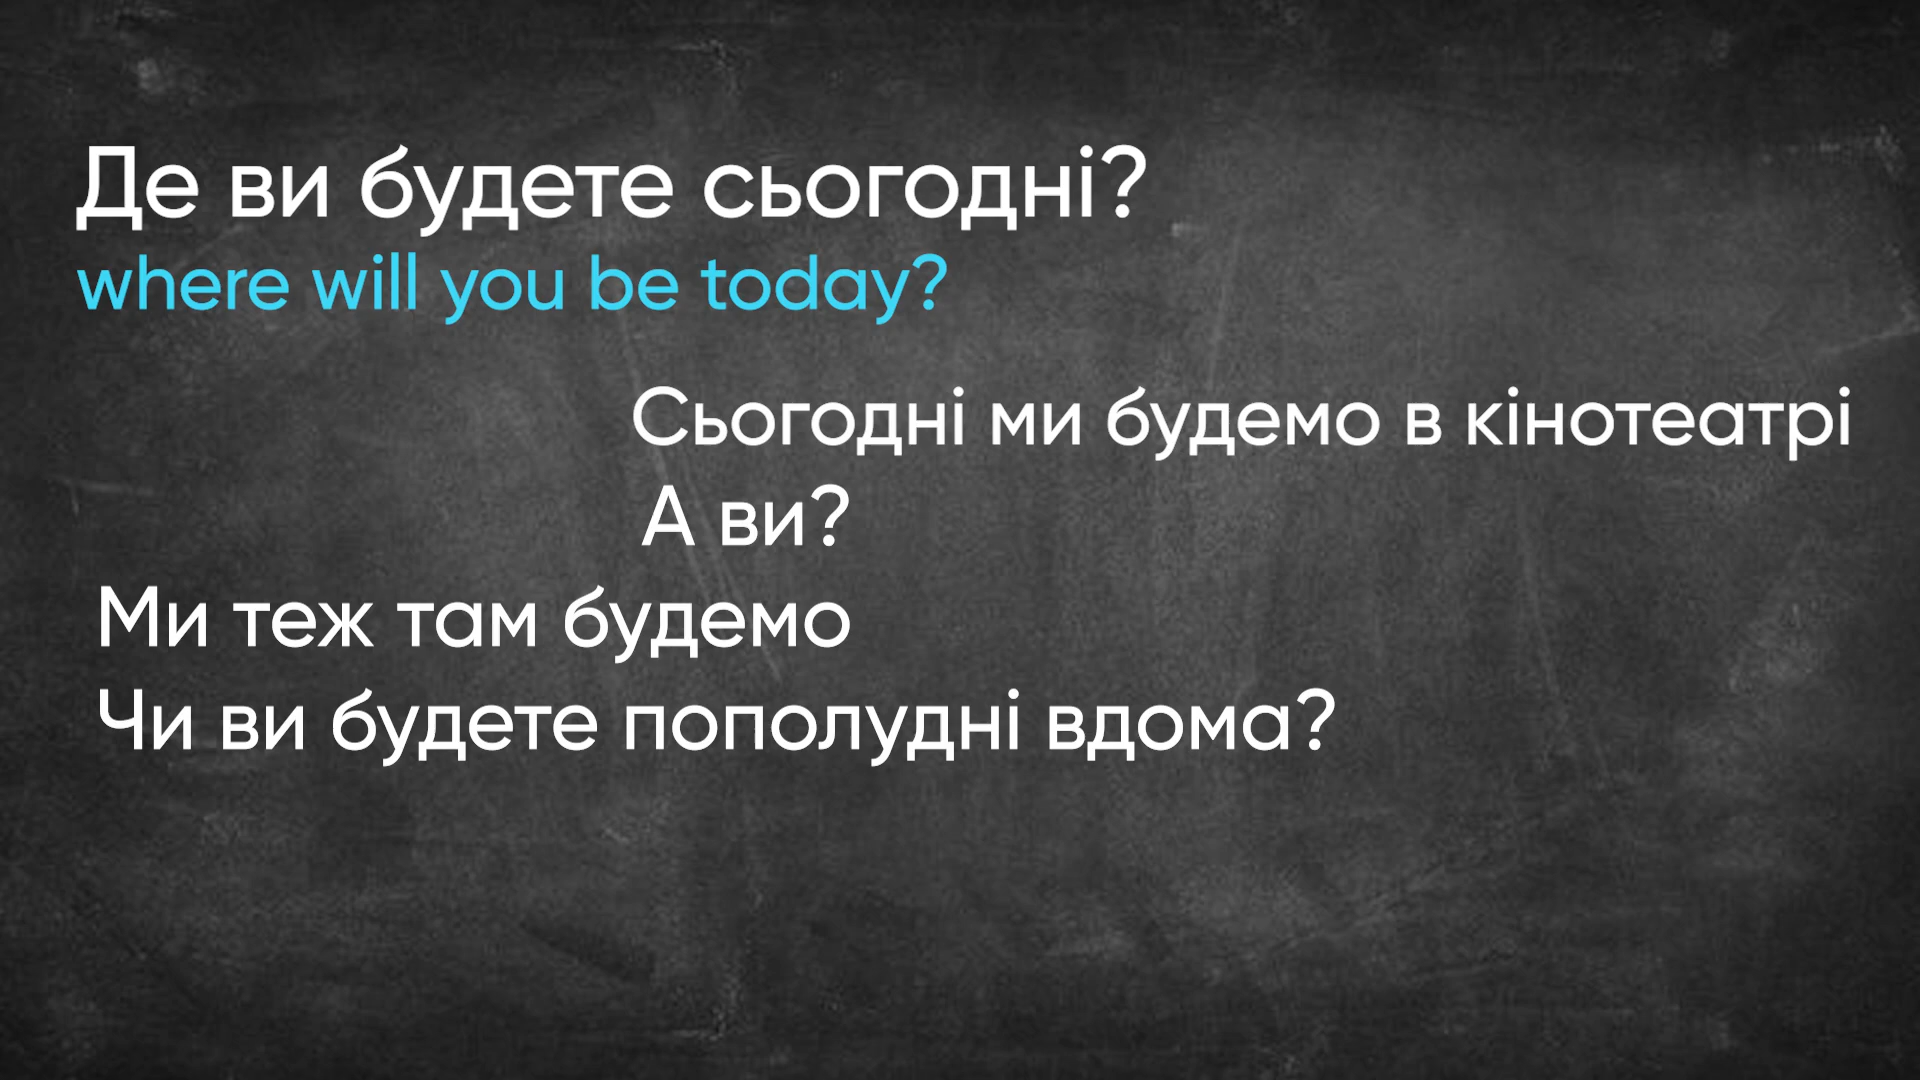 Де ви будете сьогодні?
where will you be today?
Сьогодні ми будемо в кінотеатрі
А ви?
Ми теж там будемо
Чи ви будете пополудні вдома?